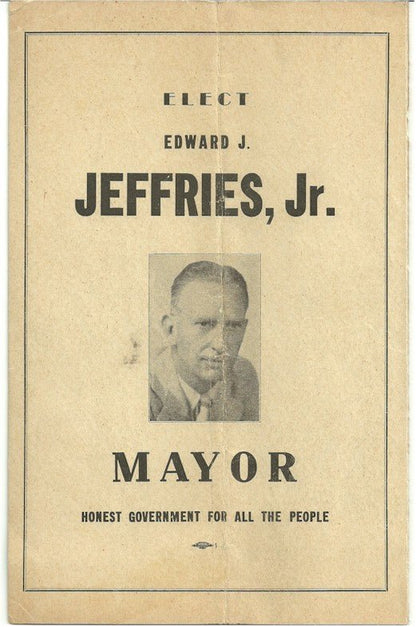 ELECT
EDWARD J.
JEFFRIES, Jr.
MAYOR
HONEST GOVERNMENT FOR ALL THE PEOPLE